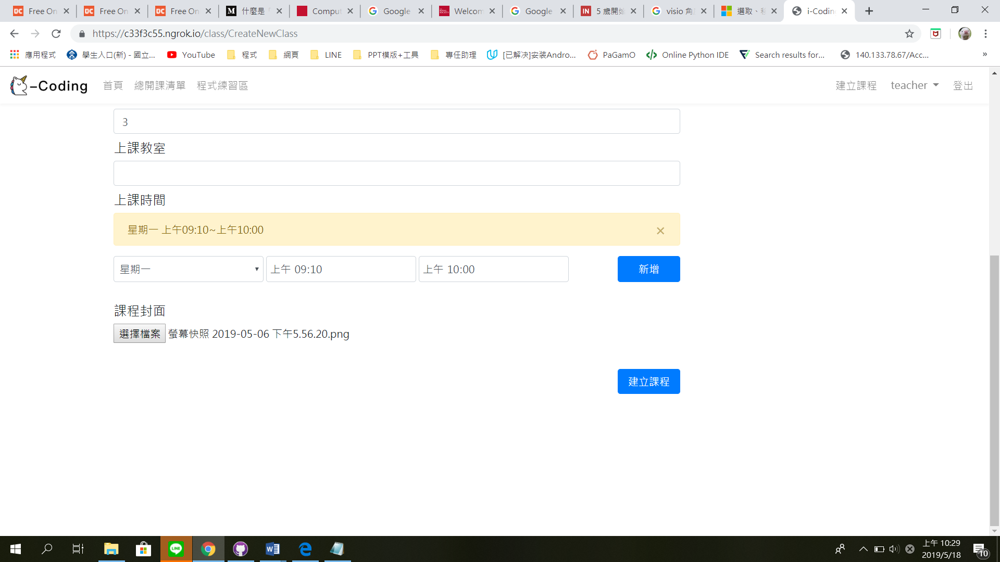 Free On
Free On
Free On
什麼是「
Comput
Google
Welcom
Google
5 歲開始
visio 角
選取、移
i-Coding
https://c33f3c55.ngrok.io/class/CreateNewClass
應用程式
學生入口(新) - 國立...
YouTube
程式
網頁
LINE
PPT模版+工具
專任助理
[已解决]安装Andro...
PaGamO
Online Python IDE
Search results for...
140.133.78.67/Acc...
-Coding 首頁 總開課清單 程式練習區 建立課程 teacher 登出
3
上課教室
上課時間
星期一 上午09:10~上午10:00
星期一 上午 09:10 上午 10:00 新增
課程封面
選擇檔案 螢幕快照 2019-05-06 下午5.56.20.png
建立課程
上午 10:29
2019/5/18
10